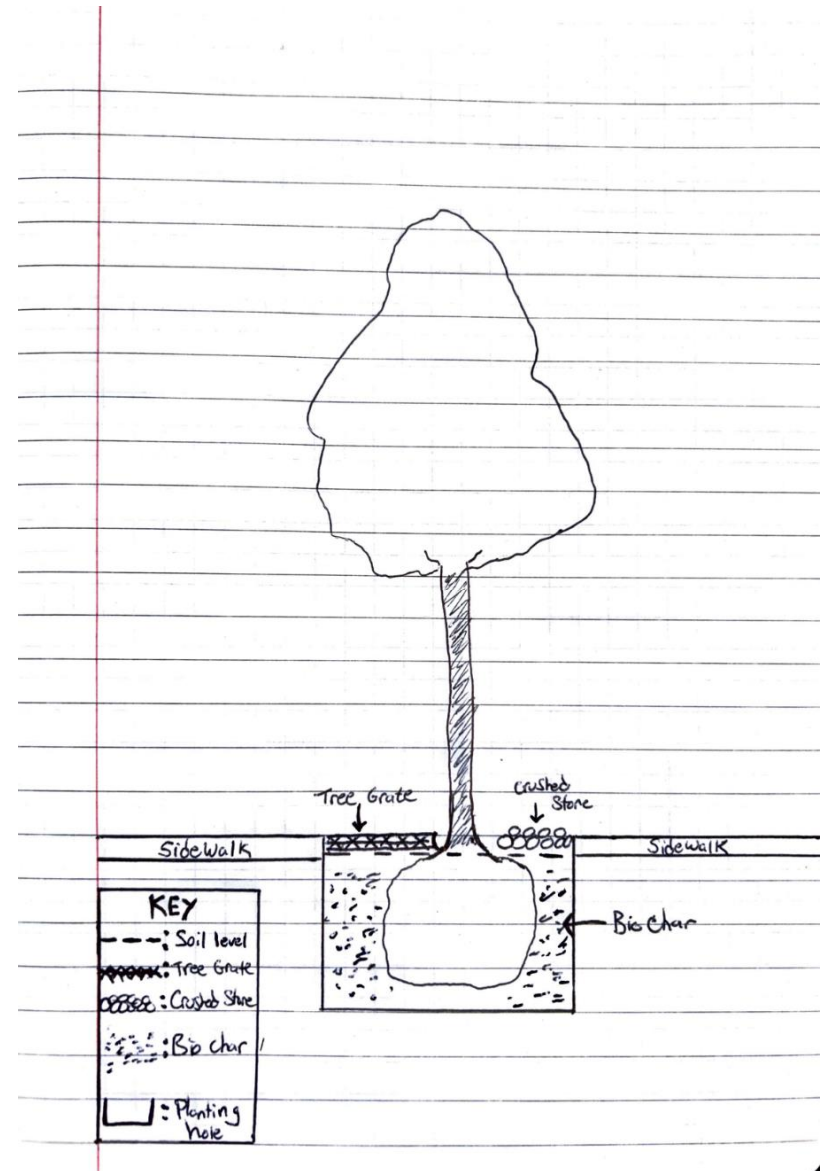 Tree Grate
Crushed
Stone
Sidewalk
Sidewalk
Bio Char
KEY
: Soil level
: Tree Grate
: Crushed Stone
: Bio char
: Planting
hole